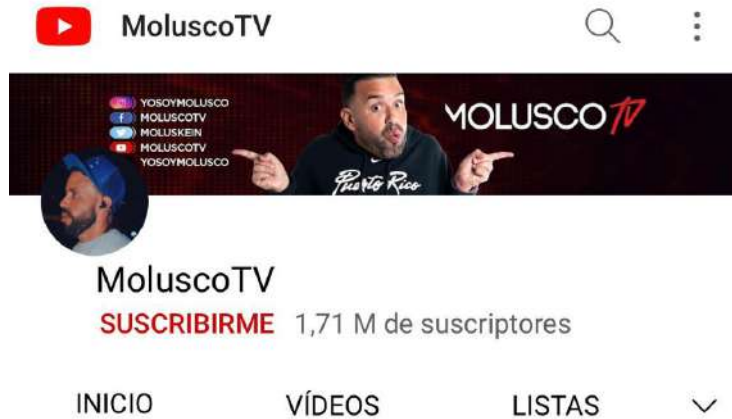 MoluscoTV
YOSOYMOLUSCO
MOLUSCOTV
MOLUSKEIN
MOLUSCOTV
YOSOYMOLUSCO
MOLUSCO TV
Puerto Rico
MoluscoTV
SUSCRIBIRME 1,71 M de suscriptores
INICIO VÍDEOS LISTAS